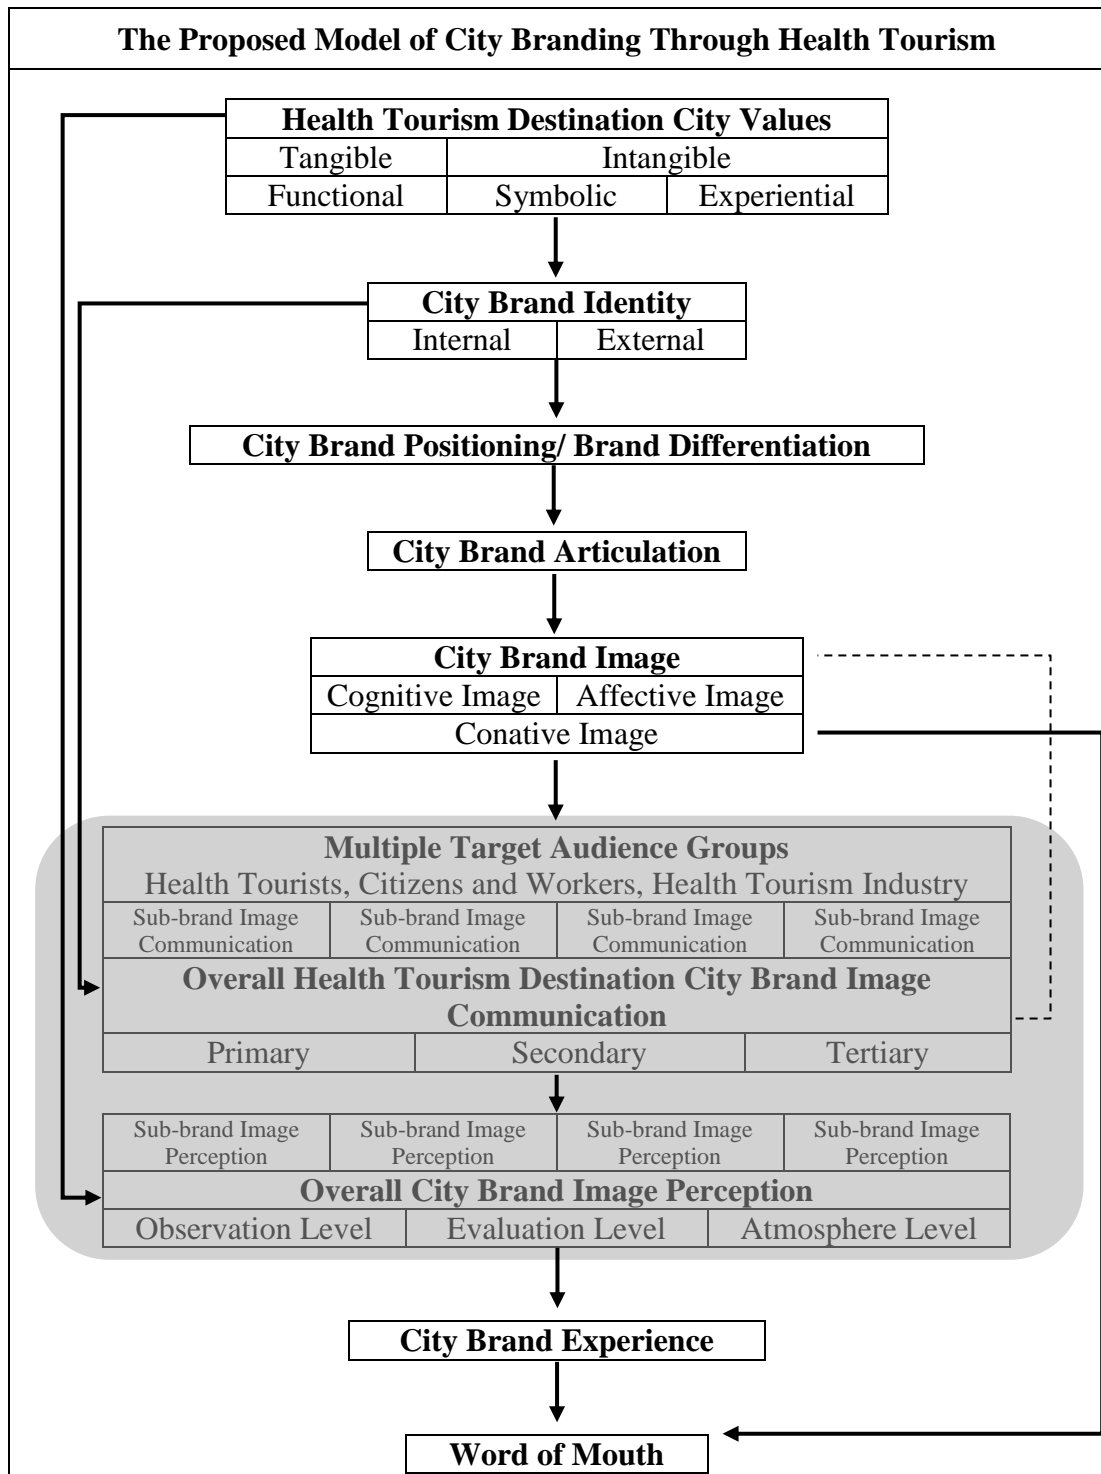 The Proposed Model of City Branding Through Health Tourism
Health Tourism Destination City Values
Tangible Intangible
Functional Symbolic Experiential
City Brand Identity
Internal External
City Brand Positioning/ Brand Differentiation
City Brand Articulation
City Brand Image
Cognitive Image Affective Image
Conative Image
Multiple Target Audience Groups
Health Tourists, Citizens and Workers, Health Tourism Industry
Sub-brand Image Sub-brand Image Sub-brand Image Sub-brand Image
Communication Communication Communication Communication
Overall Health Tourism Destination City Brand Image
Communication
Primary Secondary Tertiary
Sub-brand Image Sub-brand Image Sub-brand Image Sub-brand Image
Perception Perception Perception Perception
Overall City Brand Image Perception
Observation Level Evaluation Level Atmosphere Level
City Brand Experience
Word of Mouth